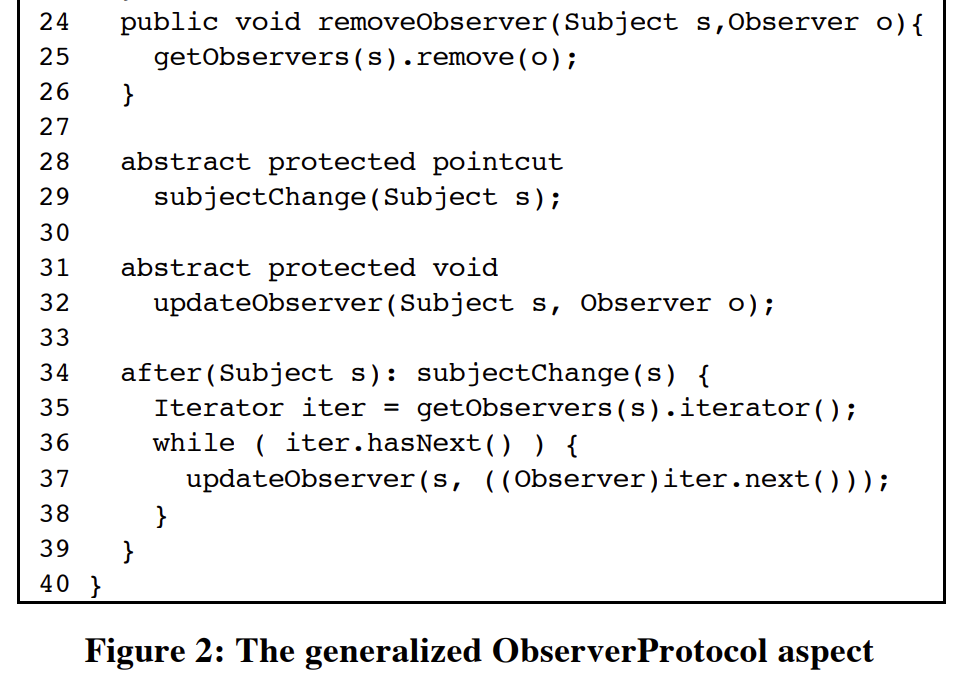 24 public void removeObserver(Subject s,Observer o){
25 getObservers(s).remove(o);
26 }
27
28 abstract protected pointcut
29 subjectChange(Subject s);
30
31 abstract protected void
32 updateObserver(Subject s, Observer o);
33
34 after(Subject s): subjectChange(s) {
35 Iterator iter = getObservers(s).iterator();
36 while ( iter.hasNext() ) {
37 updateObserver(s, ((Observer)iter.next()));
38 }
39 }
40 }
Figure 2: The generalized ObserverProtocol aspect